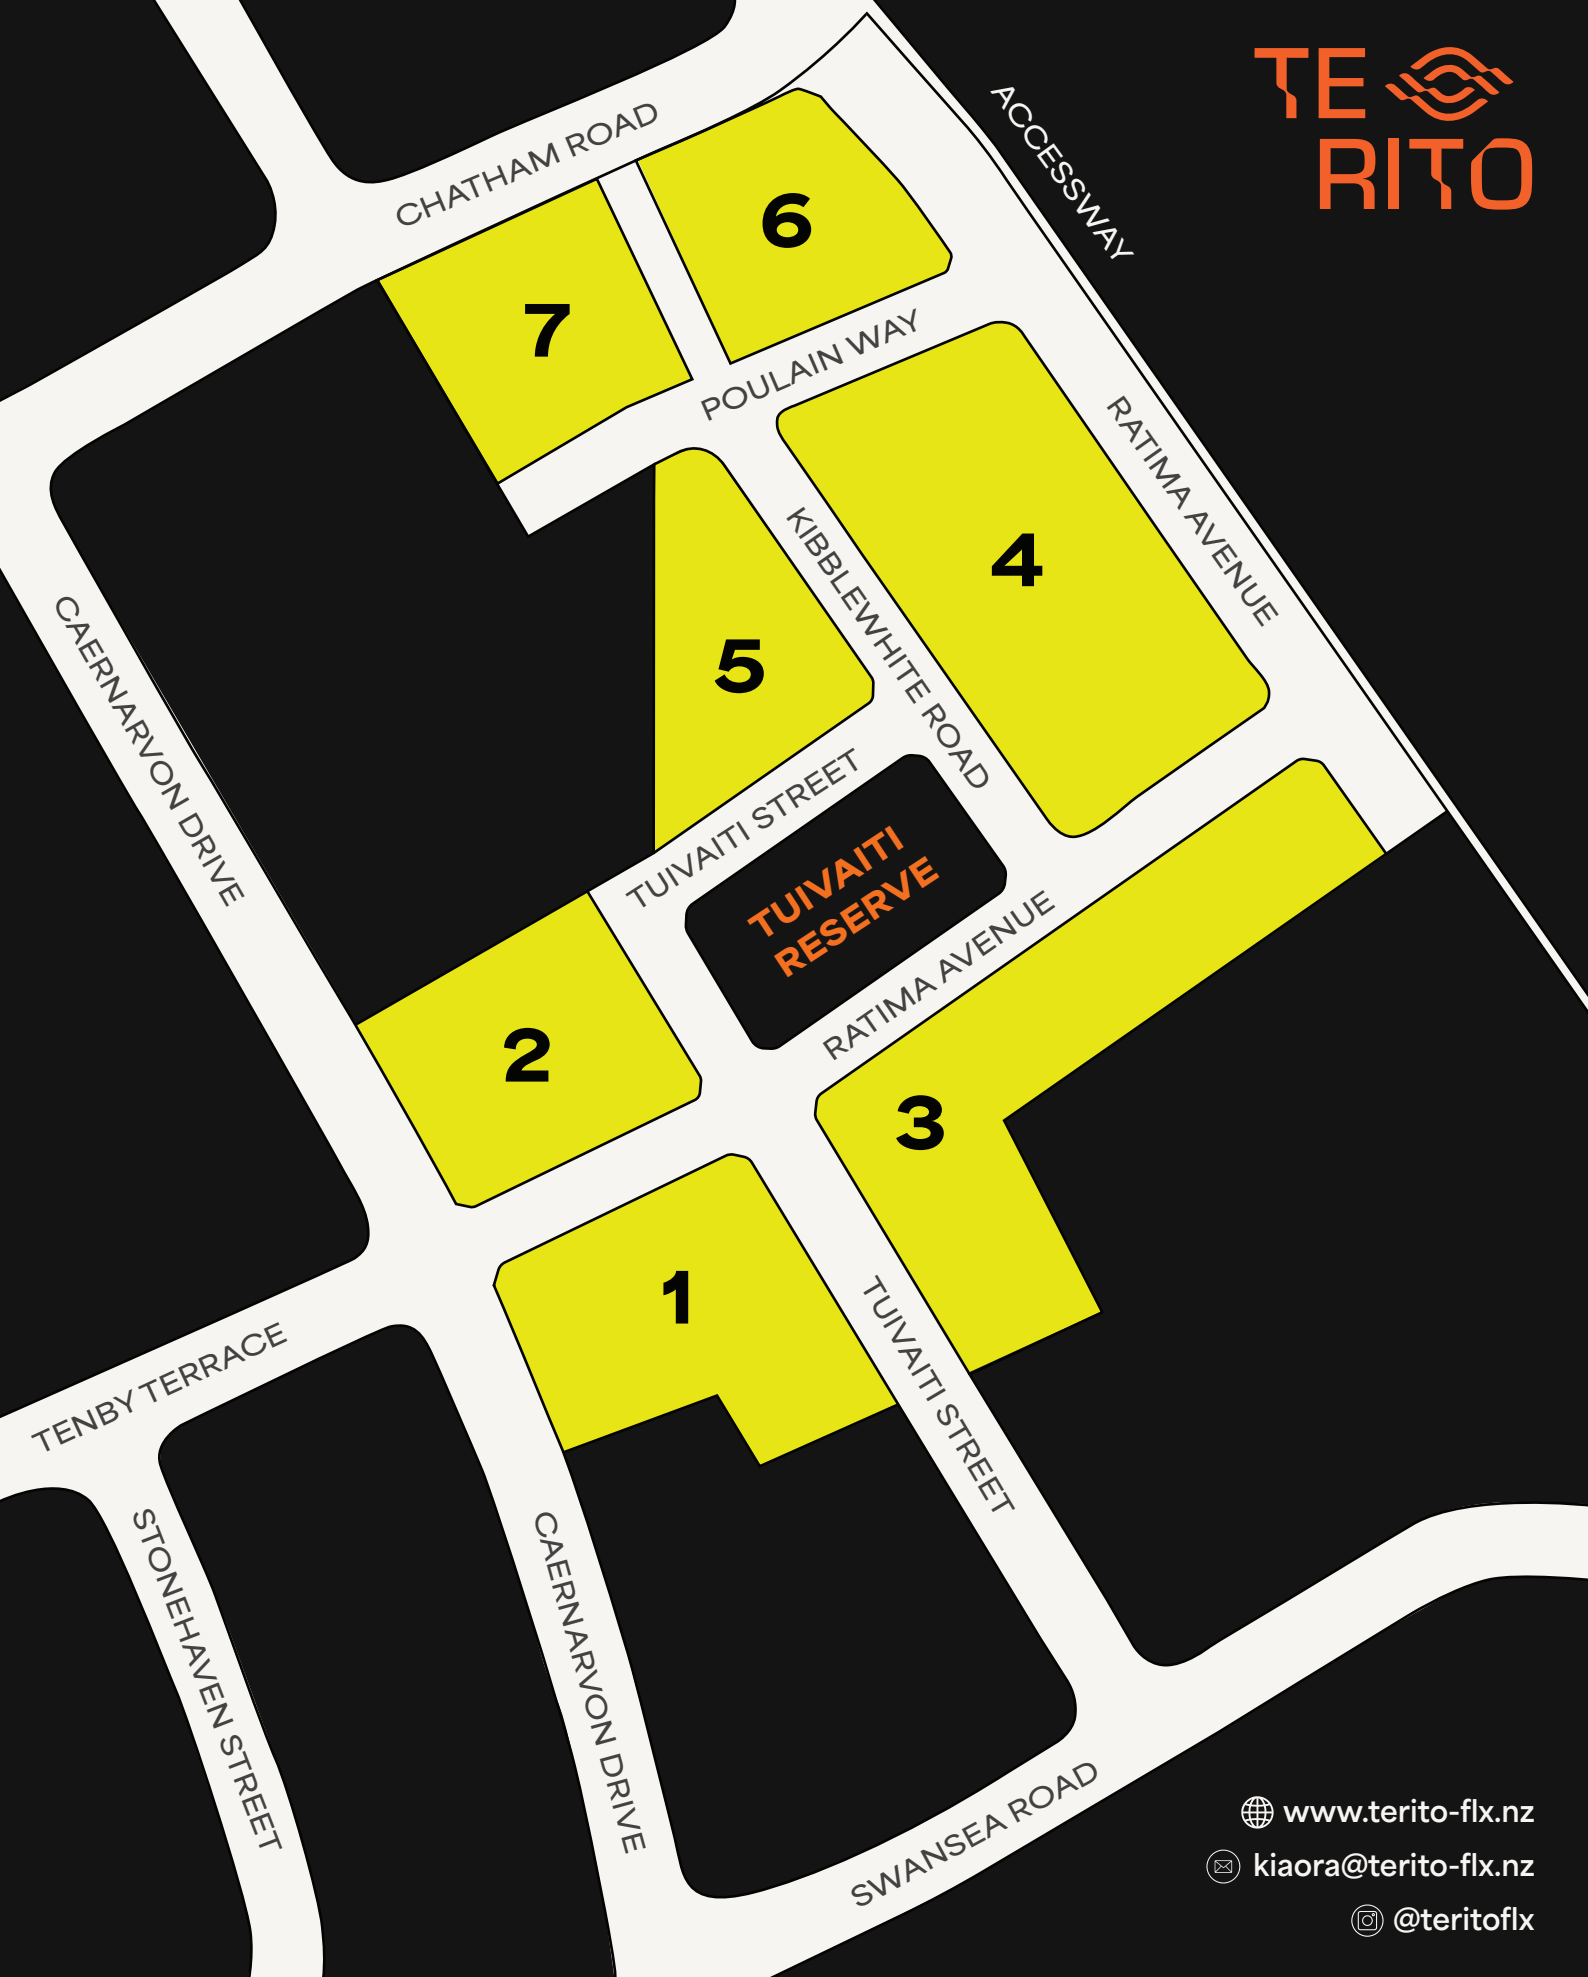 TE
RITO
ACCESSWAY
CHATHAM ROAD
6
7
POULAIN WAY
RATIMA AVENUE
4
KIBBLEWHITE ROAD
5
CAERNARVON DRIVE
TUIVAITI STREET
TUIVAITI
RESERVE
RATIMA AVENUE
2
3
1
TUIVAITI STREET
TENBY TERRACE
STONEHAVEN STREET
CAERNARVON DRIVE
SWANSEA ROAD
www.terito-flx.nz
kiaora@terito-flx.nz
@teritoflx